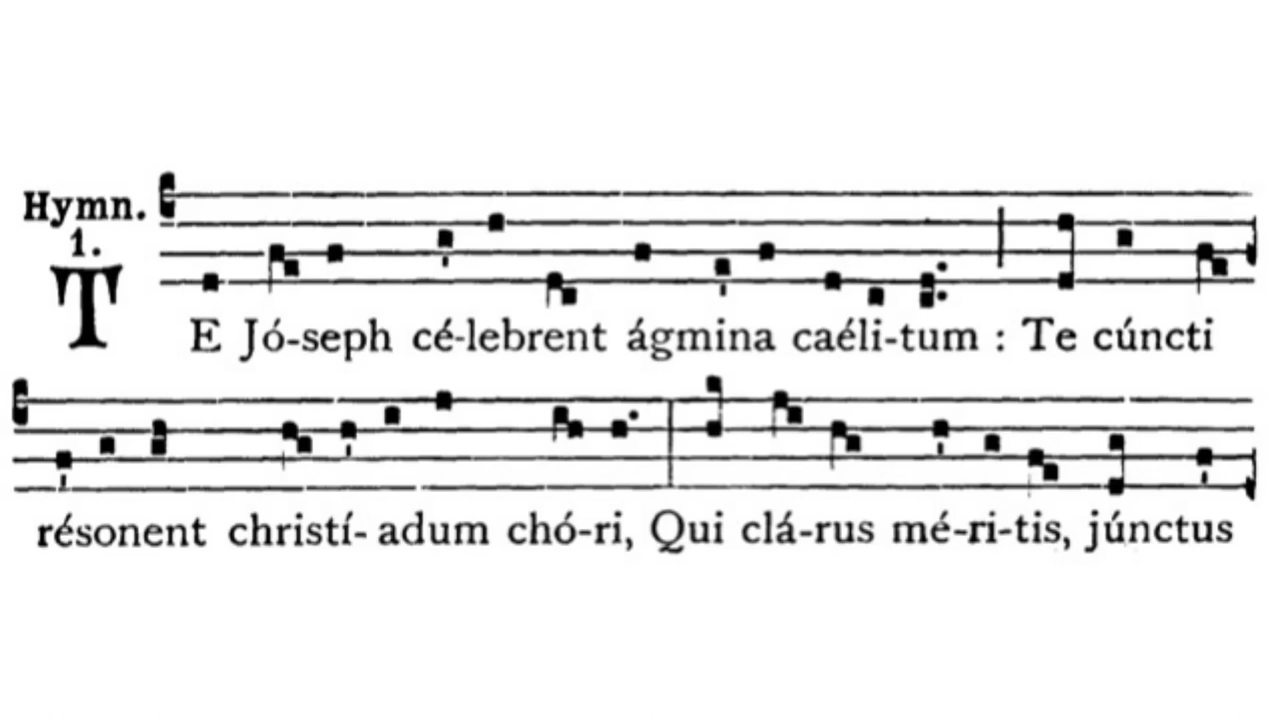 Hymn.
1.
TE Jó-seph cé-lebrent ágmina caéli-tum : Te cúncti
résonent christí- adum chó-ri, Qui clá-rus mé-ri-tis, júnctus